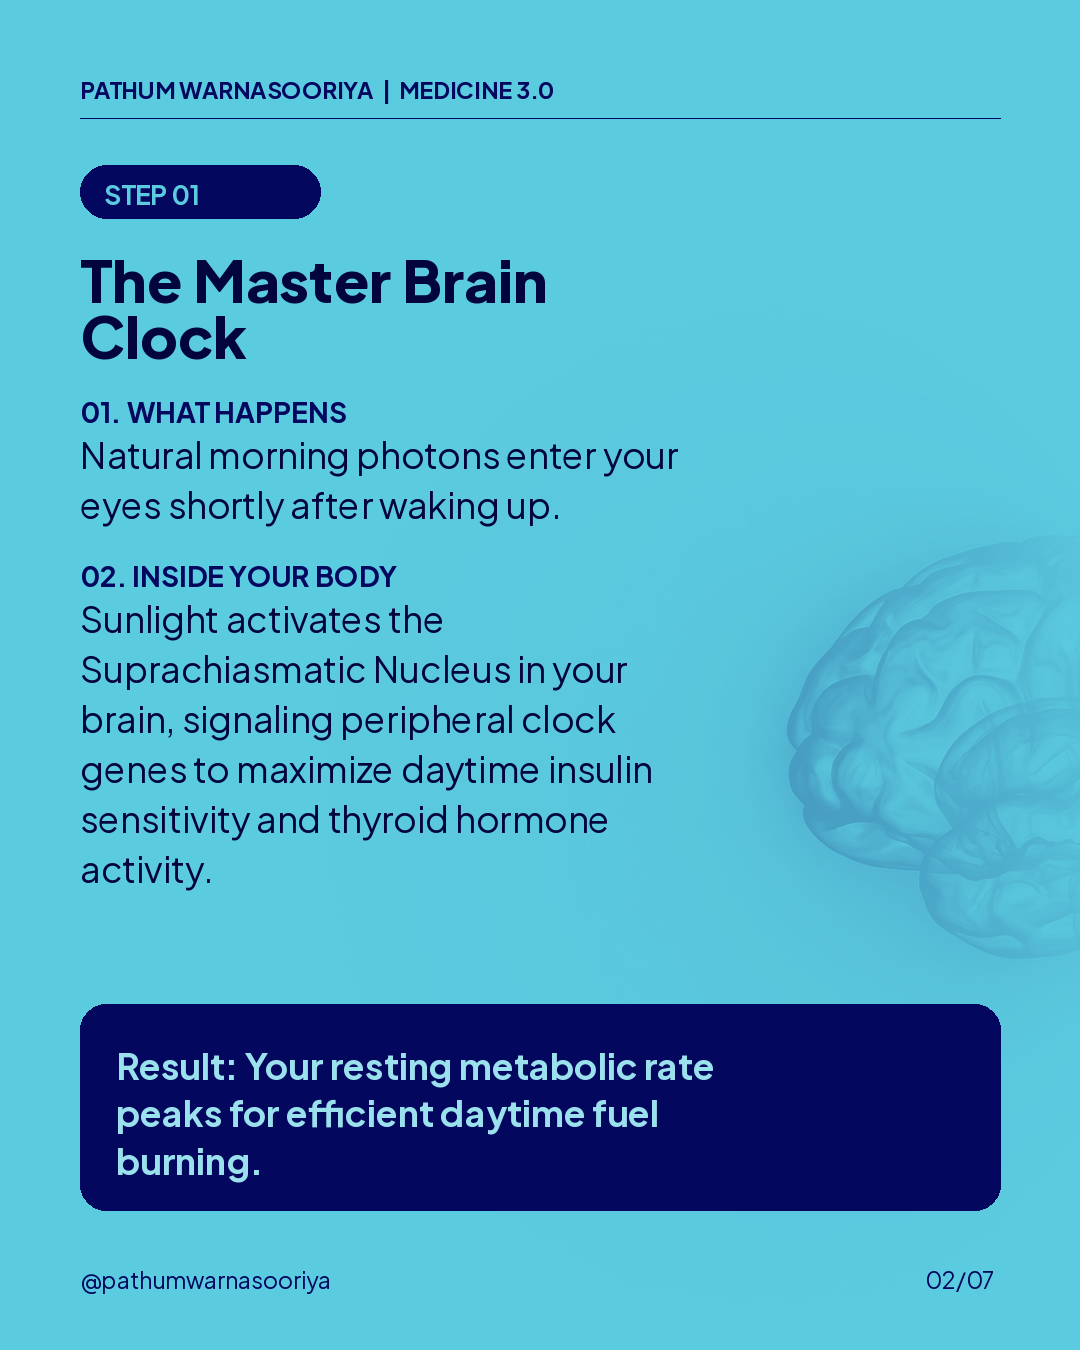 PATHUM WARNASOORIYA | MEDICINE 3.0
STEP 01
The Master Brain
Clock
01. WHAT HAPPENS
Natural morning photons enter your
eyes shortly after waking up.
02. INSIDE YOUR BODY
Sunlight activates the
Suprachiasmatic Nucleus in your
brain, signaling peripheral clock
genes to maximize daytime insulin
sensitivity and thyroid hormone
activity.
Result: Your resting metabolic rate
peaks for efficient daytime fuel
burning.
@pathumwarnasooriya
02/07